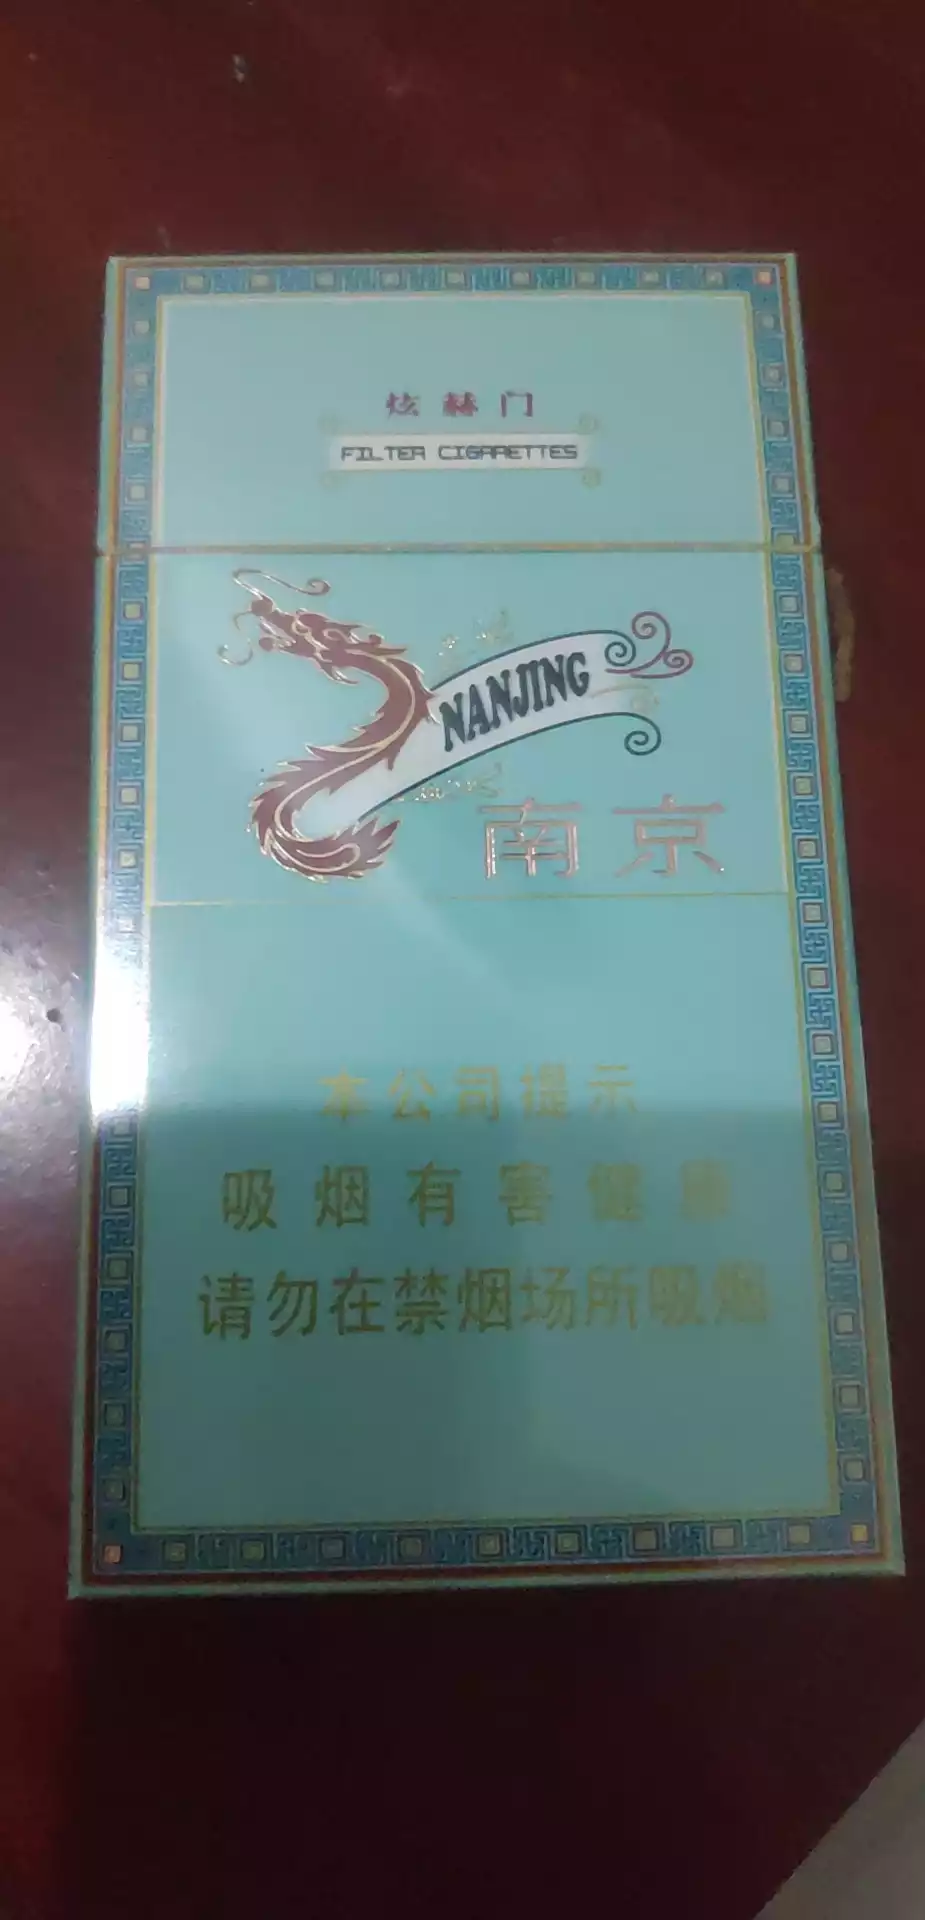 炫赫门
FILTER CIGARETTES
NANJING
南京
本公司提示
吸烟有害健康
请勿在禁烟场所吸烟